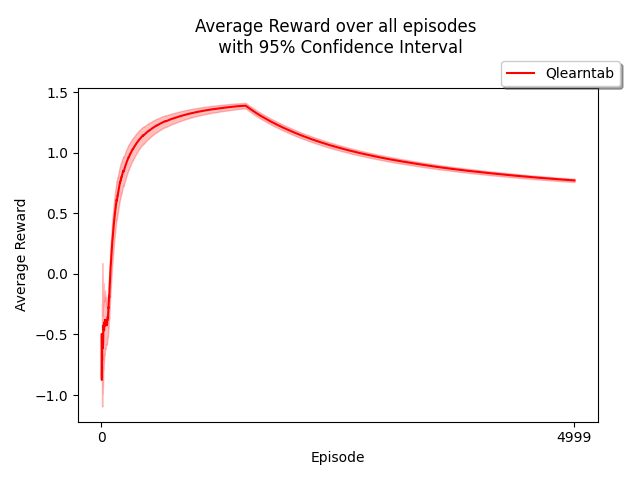 Average Reward over all episodes
with 95% Confidence Interval
Qlearntab
1.5
1.0
0.5
0.0
−0.5
−1.0
Average Reward
0
4999
Episode